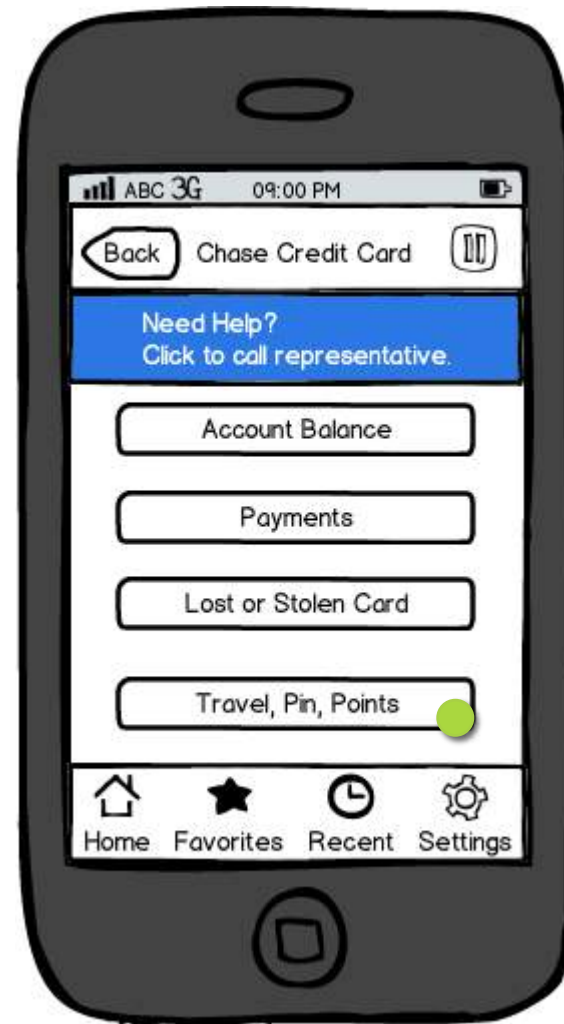 ABC 3G 09:00 PM
Back Chase Credit Card
Need Help?
Click to call representative.
Account Balance
Payments
Lost or Stolen Card
Travel, Pin, Points
Home Favorites Recent Settings